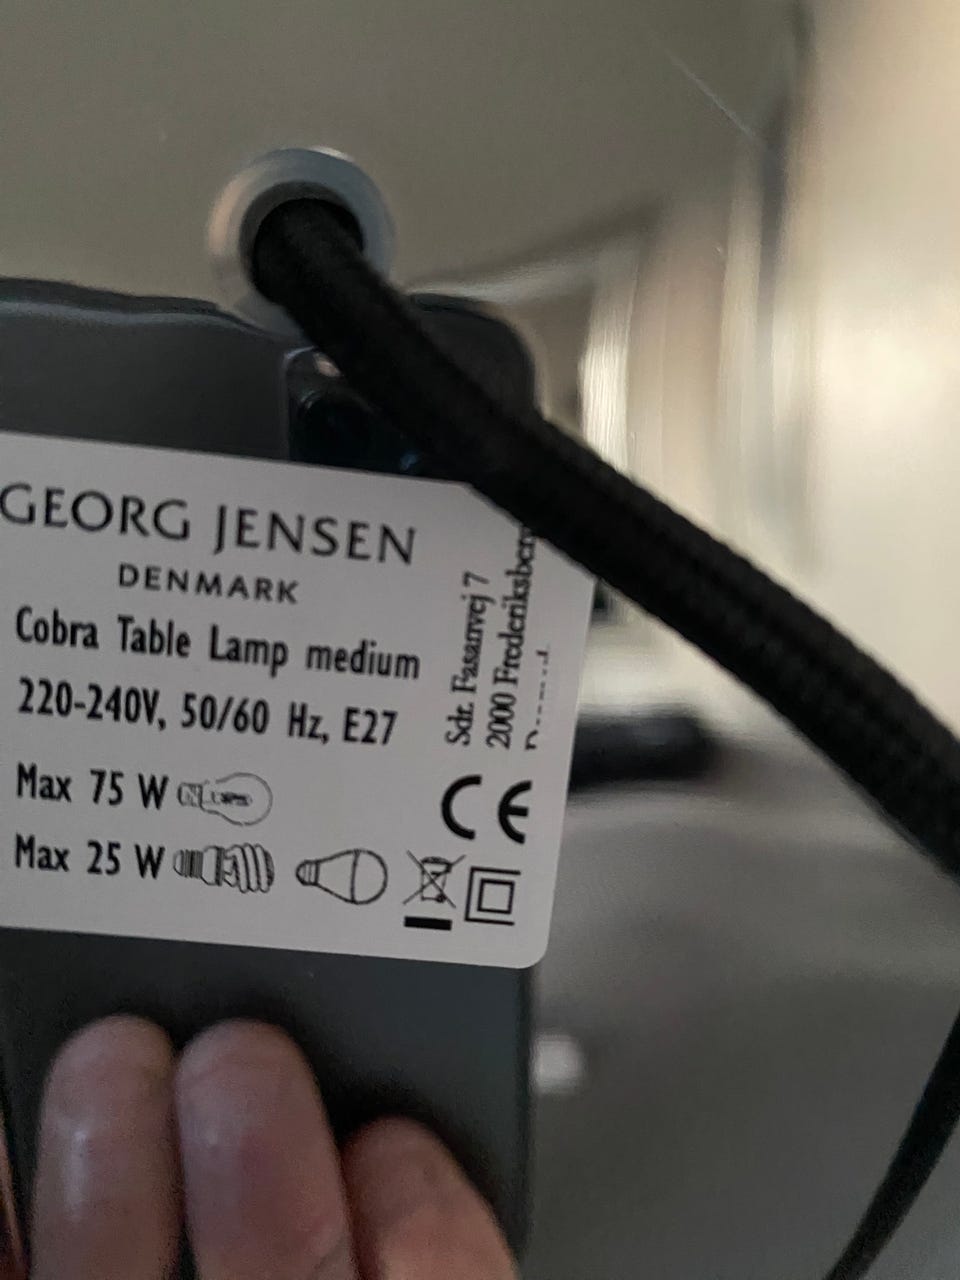 GEORG JENSEN
DENMARK
Cobra Table Lamp medium
220-240V, 50/60 Hz, E27
Max 75 W
Max 25 W
Sdr. Fasanvej 7
2000 Frederiksberg
CE